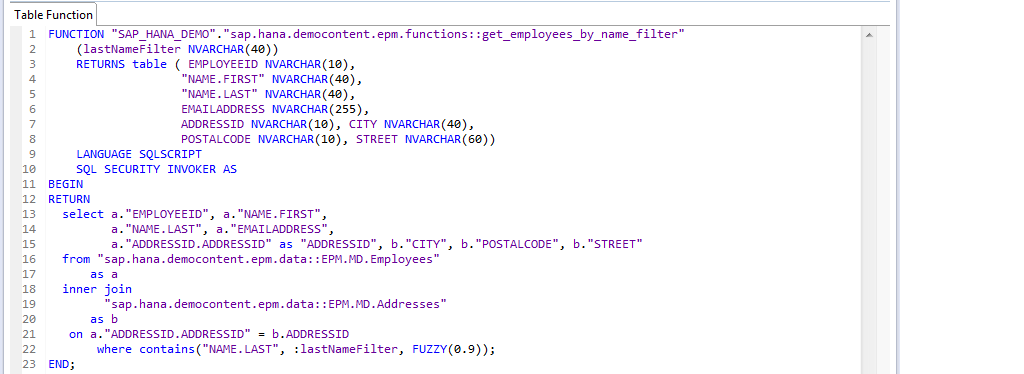 Table Function
1 FUNCTION "SAP_HANA_DEMO"."sap.hana.democontent.epm.functions::get_employees_by_name_filter"
2 (lastNameFilter NVARCHAR(40))
3 RETURNS table ( EMPLOYEEID NVARCHAR(10),
4 "NAME.FIRST" NVARCHAR(40),
5 "NAME.LAST" NVARCHAR(40),
6 EMAILADDRESS NVARCHAR(255),
7 ADDRESSID NVARCHAR(10), CITY NVARCHAR(40),
8 POSTALCODE NVARCHAR(10), STREET NVARCHAR(60))
9 LANGUAGE SQLSCRIPT
10 SQL SECURITY INVOKER AS
11 BEGIN
12 RETURN
13 select a."EMPLOYEEID", a."NAME.FIRST",
14 a."NAME.LAST", a."EMAILADDRESS",
15 a."ADDRESSID.ADDRESSID" as "ADDRESSID", b."CITY", b."POSTALCODE", b."STREET"
16 from "sap.hana.democontent.epm.data::EPM.MD.Employees"
17 as a
18 inner join
19 "sap.hana.democontent.epm.data::EPM.MD.Addresses"
20 as b
21 on a."ADDRESSID.ADDRESSID" = b.ADDRESSID
22 where contains("NAME.LAST", :lastNameFilter, FUZZY(0.9));
23 END;